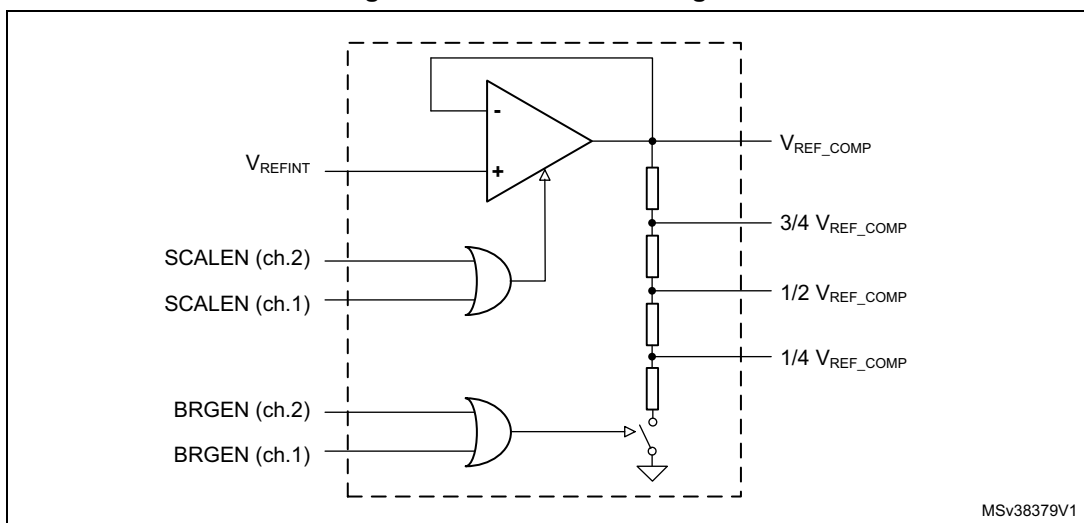 -
V_REFINT
+
V_REF_COMP
3/4 V_REF_COMP
SCALEN (ch.2)
SCALEN (ch.1)
1/2 V_REF_COMP
1/4 V_REF_COMP
BRGEN (ch.2)
BRGEN (ch.1)
MSv38379V1